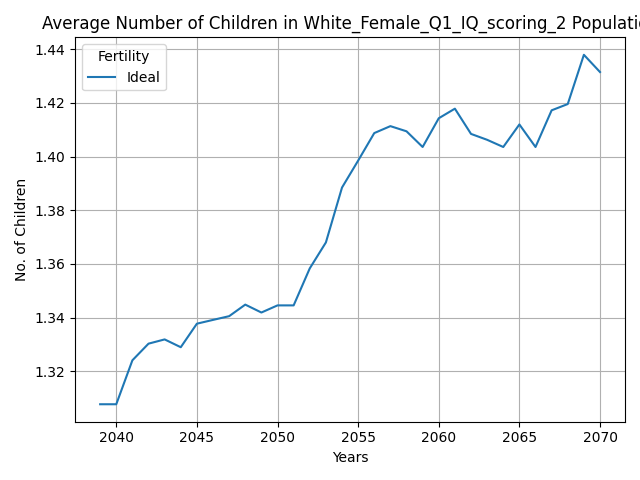 Average Number of Children in White_Female_Q1_IQ_scoring_2 Populati
Fertility
Ideal
No. of Children
1.44
1.42
1.40
1.38
1.36
1.34
1.32
2040 2045 2050 2055 2060 2065 2070
Years